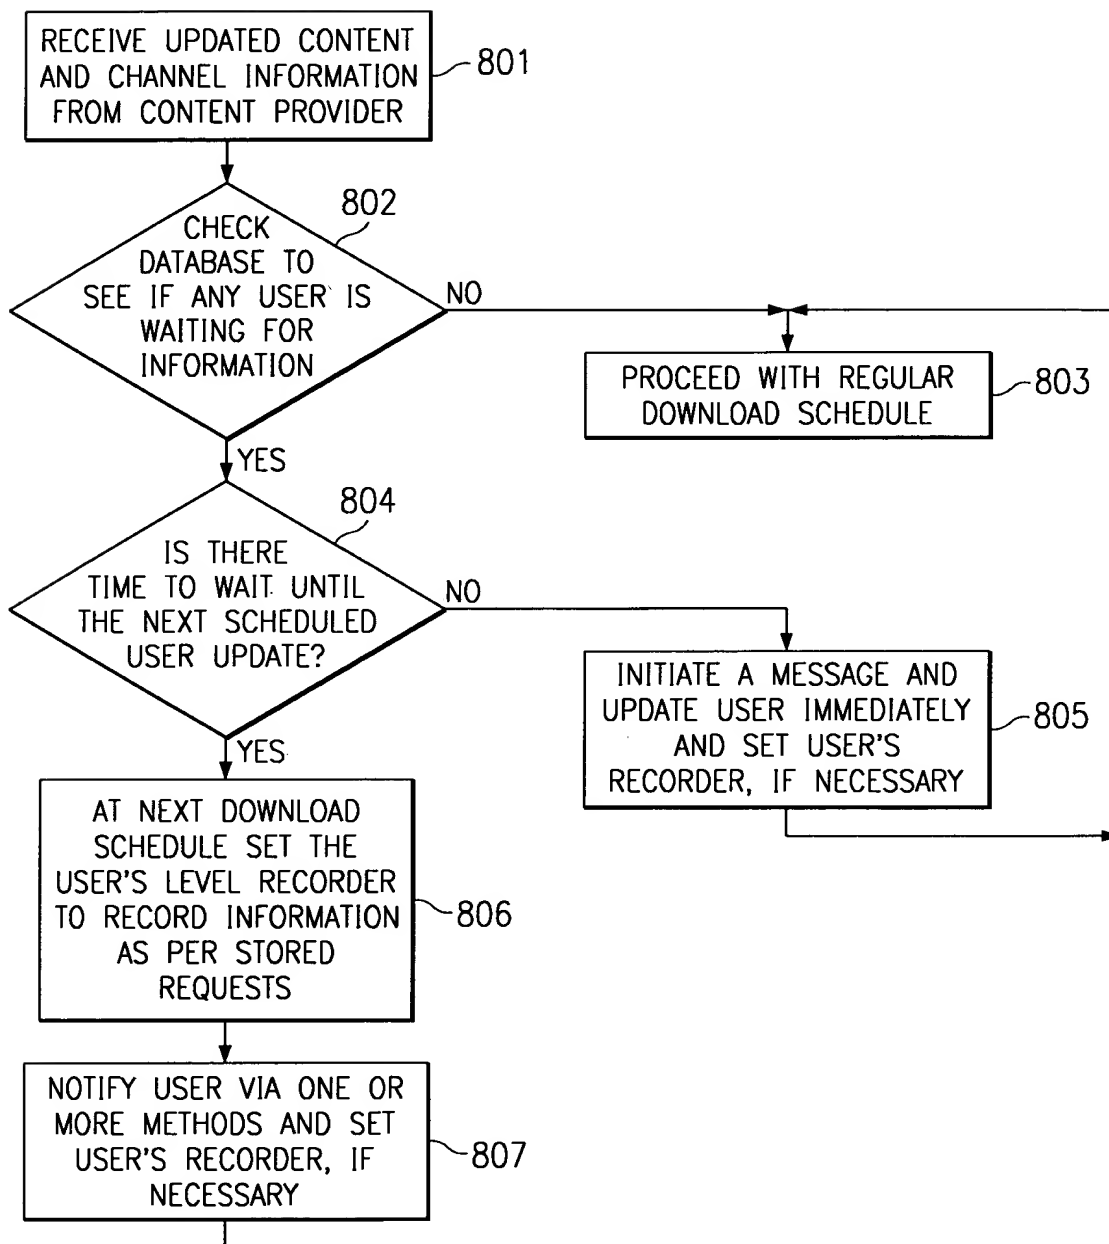 RECEIVE UPDATED CONTENT
AND CHANNEL INFORMATION
FROM CONTENT PROVIDER
801
802
CHECK
DATABASE TO
SEE IF ANY USER IS
WAITING FOR
INFORMATION
NO
YES
PROCEED WITH REGULAR
DOWNLOAD SCHEDULE
803
804
IS THERE
TIME TO WAIT UNTIL
THE NEXT SCHEDULED
USER UPDATE?
NO
YES
INITIATE A MESSAGE AND
UPDATE USER IMMEDIATELY
AND SET USER'S
RECORDER, IF NECESSARY
805
AT NEXT DOWNLOAD
SCHEDULE SET THE
USER'S LEVEL RECORDER
TO RECORD INFORMATION
AS PER STORED
REQUESTS
806
NOTIFY USER VIA ONE OR
MORE METHODS AND SET
USER'S RECORDER, IF
NECESSARY
807